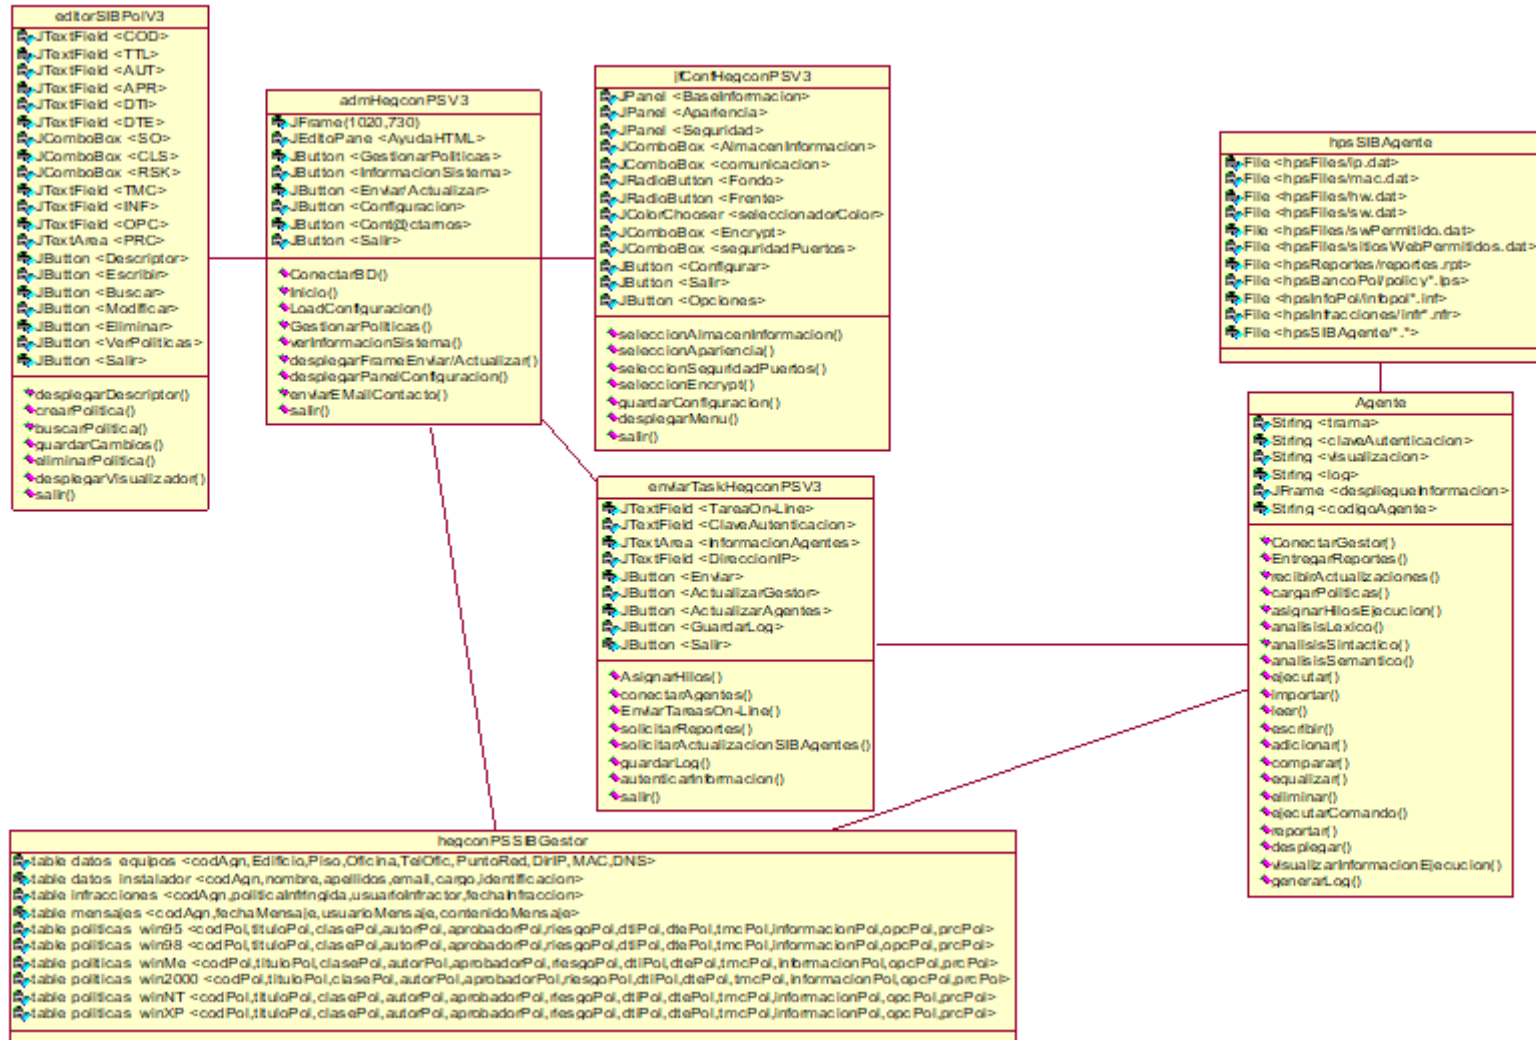 editorSIBPolV3
JTextField <COD>
JTextField <TTL>
JTextField <AUT>
JTextField <APR>
JTextField <DTI>
JTextField <DTE>
JComboBox <SO>
JComboBox <CLS>
JComboBox <RSK>
JTextField <TMC>
JTextField <INF>
JTextField <OPC>
JTextArea <PRC>
JButton <Descriptor>
JButton <Escribir>
JButton <Buscar>
JButton <Modificar>
JButton <Eliminar>
JButton <VerPoliticas>
JButton <Salir>
desplegarDescriptor()
crearPolitica()
buscarPolitica()
guardarCambios()
eliminarPolitica()
desplegarVisualizador()
salir()
admHegconPSV3
JFrame(1020,730)
JEditoPane <AyudaHTML>
JButton <GestionarPoliticas>
JButton <InformacionSistema>
JButton <Enviar/Actualizar>
JButton <Configuracion>
JButton <Cont@ctarnos>
JButton <Salir>
ConectarBD()
Inicio()
LoadConfiguracion()
GestionarPoliticas()
verInformacionSistema()
desplegarFrameEnviar/Actualizar()
desplegarPanelConfiguracion()
enviarEMailContacto()
salir()
jfConfHegconPSV3
JPanel <BaseInformacion>
JPanel <Apariencia>
JPanel <Seguridad>
JComboBox <AlmacenInformacion>
JComboBox <comunicacion>
JRadioButton <Fondo>
JRadioButton <Frente>
JColorChooser <seleccionadorColor>
JComboBox <Encrypt>
JComboBox <seguridadPuertos>
JButton <Configurar>
JButton <Salir>
JButton <Opciones>
seleccionAlmacenInformacion()
seleccionApariencia()
seleccionSeguridadPuertos()
seleccionEncrypt()
guardarConfiguracion()
desplegarMenu()
salir()
enviarTaskHegconPSV3
JTextField <TareaOn-Line>
JTextField <ClaveAutenticacion>
JTextArea <InformacionAgentes>
JTextField <DireccionIP>
JButton <Enviar>
JButton <ActualizarGestor>
JButton <ActualizarAgentes>
JButton <GuardarLog>
JButton <Salir>
AsignarHilos()
conectarAgentes()
EnviarTareasOn-Line()
solicitarReportes()
solicitarActualizacionSIBAgentes()
guardarLog()
autenticarInformacion()
salir()
hpsSIBAgente
File <hpsFiles/ip.dat>
File <hpsFiles/mac.dat>
File <hpsFiles/hw.dat>
File <hpsFiles/sw.dat>
File <hpsFiles/swPermitido.dat>
File <hpsFiles/sitiosWebPermitidos.dat>
File <hpsReportes/reportes.rpt>
File <hpsBancoPol/policy*.lps>
File <hpsInfoPol/infopol*.inf>
File <hpsInfracciones/infr*.nfr>
File <hpsSIBAgente/*.*>
Agente
String <trama>
String <claveAutenticacion>
String <visualizacion>
String <log>
JFrame <despliegueInformacion>
String <codigoAgente>
ConectarGestor()
EntregarReportes()
recibirActualizaciones()
cargarPoliticas()
asignarHilosEjecucion()
analisisLexico()
analisisSintactico()
analisisSemantico()
ejecutar()
importar()
leer()
escribir()
adicionar()
comparar()
equalizar()
eliminar()
ejecutarComando()
reportar()
desplegar()
visualizarInformacionEjecucion()
generarLog()
hegconPSSIBGestor
table datos equipos <codAgn,Edificio,Piso,Oficina,TelOfic,PuntoRed,DirIP,MAC,DNS>
table datos instalador <codAgn,nombre,apellidos,email,cargo,identificacion>
table infracciones <codAgn,politicaInfringida,usuarioInfractor,fechaInfraccion>
table mensajes <codAgn,fechaMensaje,usuarioMensaje,contenidoMensaje>
table politicas win95 <codPol,tituloPol,clasePol,autorPol,aprobadorPol,riesgoPol,dtiPol,dtePol,tmcPol,informacionPol,opcPol,prcPol>
table politicas win98 <codPol,tituloPol,clasePol,autorPol,aprobadorPol,riesgoPol,dtiPol,dtePol,tmcPol,informacionPol,opcPol,prcPol>
table politicas winMe <codPol,tituloPol,clasePol,autorPol,aprobadorPol,riesgoPol,dtiPol,dtePol,tmcPol,informacionPol,opcPol,prcPol>
table politicas win2000 <codPol,tituloPol,clasePol,autorPol,aprobadorPol,riesgoPol,dtiPol,dtePol,tmcPol,informacionPol,opcPol,prcPol>
table politicas winNT <codPol,tituloPol,clasePol,autorPol,aprobadorPol,riesgoPol,dtiPol,dtePol,tmcPol,informacionPol,opcPol,prcPol>
table politicas winXP <codPol,tituloPol,clasePol,autorPol,aprobadorPol,riesgoPol,dtiPol,dtePol,tmcPol,informacionPol,opcPol,prcPol>